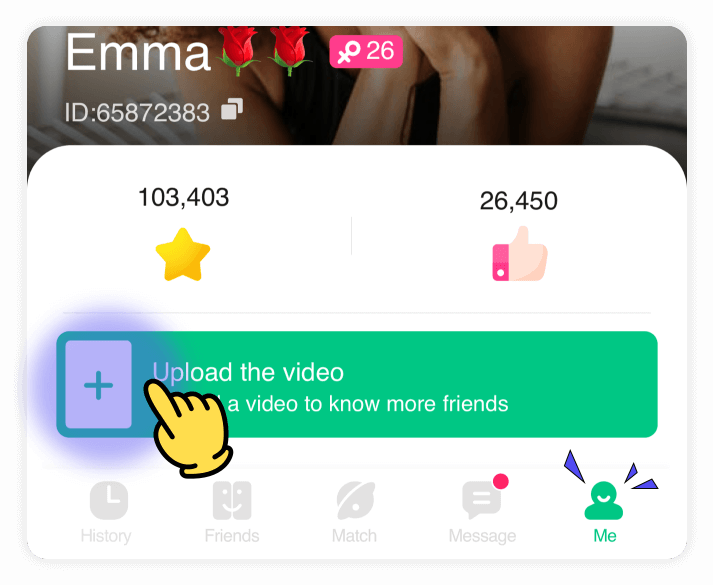 Emma🌹🌹 26
ID:65872383
103,403
26,450
Upload the video
a video to know more friends
History
Friends
Match
Message
Me